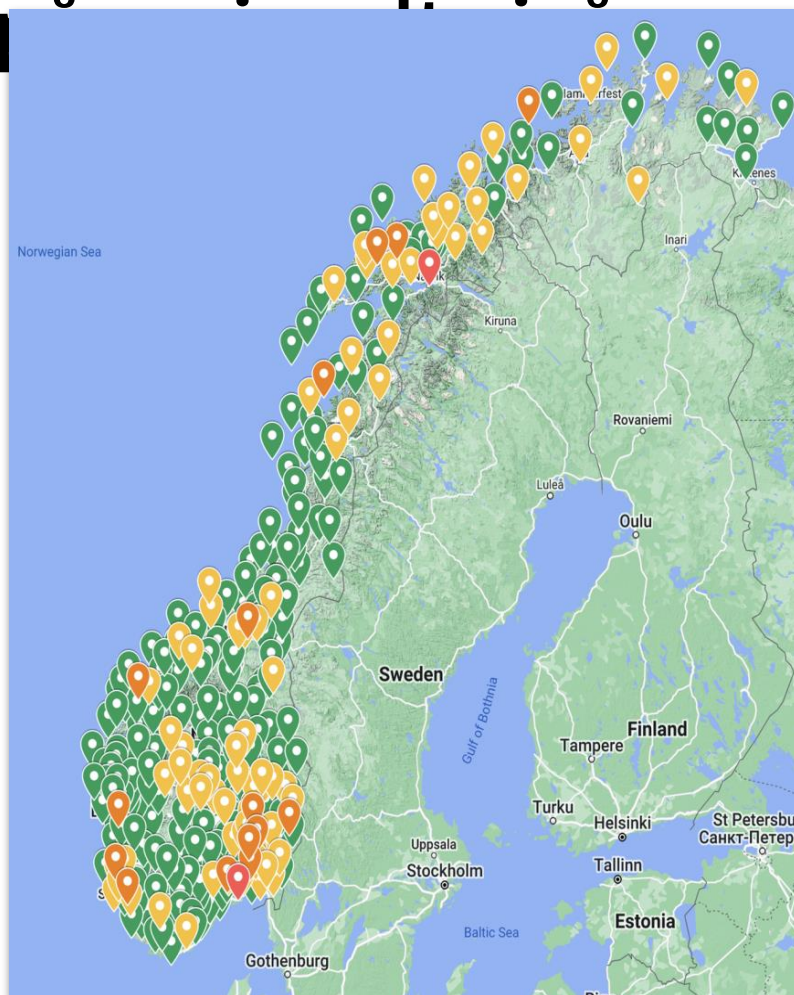 Norwegian Sea
Inari
Kiruna
Rovaniemi
Luleå
Oulu
Sweden
Gulf of Bothnia
Finland
Tampere
Turku
Helsinki
St Petersbu
Санкт-Петер
Uppsala
Stockholm
Tallinn
Estonia
Baltic Sea
Gothenburg